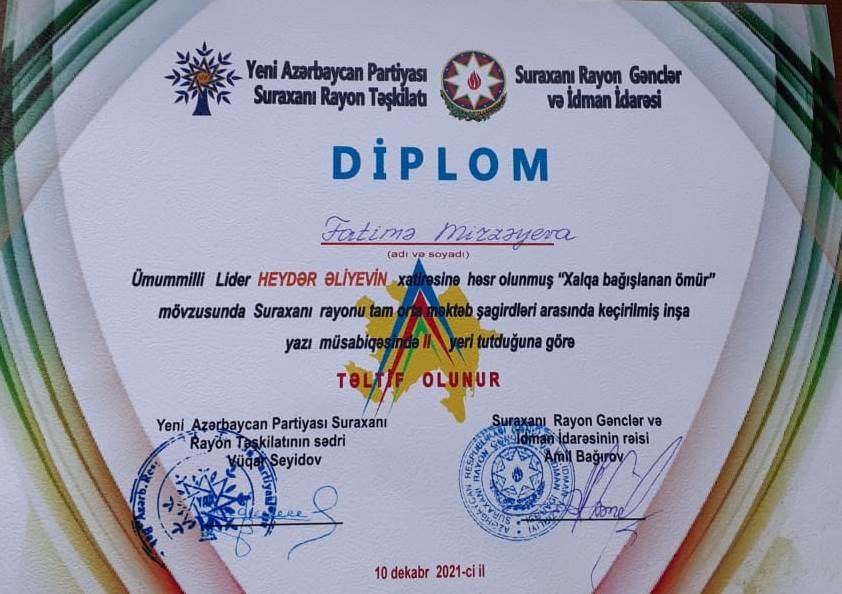 Yeni Azərbaycan Partiyası
Suraxanı Rayon Təşkilatı
Suraxanı Rayon Gənclər
və İdman İdarəsi
DİPLOM
Fatimə Mirzəyeva
(adı və soyadı)
Ümummilli Lider HEYDƏR ƏLİYEVİN xatirəsinə həsr olunmuş “Xalqa bağışlanan ömür”
mövzusunda Suraxanı rayonu tam orta məktəb şagirdləri arasında keçirilmiş inşa
yazı müsabiqəsində II yeri tutduğuna görə
TƏLTİF OLUNUR
Yeni Azərbaycan Partiyası Suraxanı
Rayon Təşkilatının sədri
Vüqar Seyidov
Suraxanı Rayon Gənclər və
İdman İdarəsinin rəisi
Amil Bağırov
10 dekabr 2021-ci il